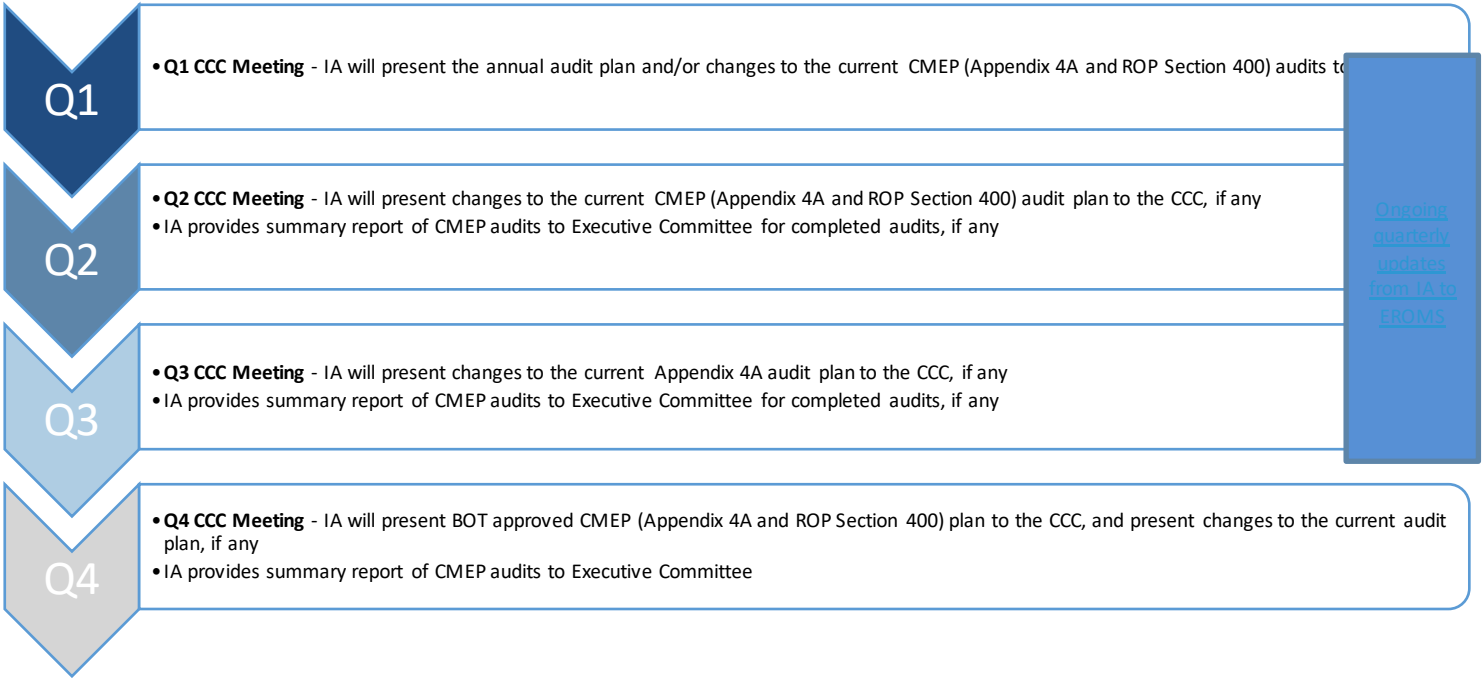 Q1
•Q1 CCC Meeting - IA will present the annual audit plan and/or changes to the current CMEP (Appendix 4A and ROP Section 400) audits to
Q2
•Q2 CCC Meeting - IA will present changes to the current CMEP (Appendix 4A and ROP Section 400) audit plan to the CCC, if any
•IA provides summary report of CMEP audits to Executive Committee for completed audits, if any
Ongoing
quarterly
updates
from IA to
EROMS
Q3
•Q3 CCC Meeting - IA will present changes to the current Appendix 4A audit plan to the CCC, if any
•IA provides summary report of CMEP audits to Executive Committee for completed audits, if any
Q4
•Q4 CCC Meeting - IA will present BOT approved CMEP (Appendix 4A and ROP Section 400) plan to the CCC, and present changes to the current audit
plan, if any
•IA provides summary report of CMEP audits to Executive Committee